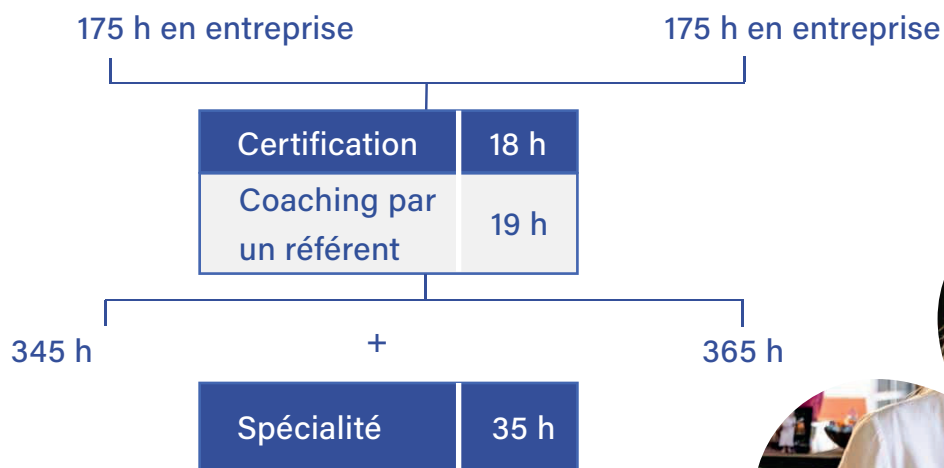 175 h en entreprise
175 h en entreprise
Certification
18 h
Coaching par
un référent
19 h
345 h
+
365 h
Spécialité
35 h